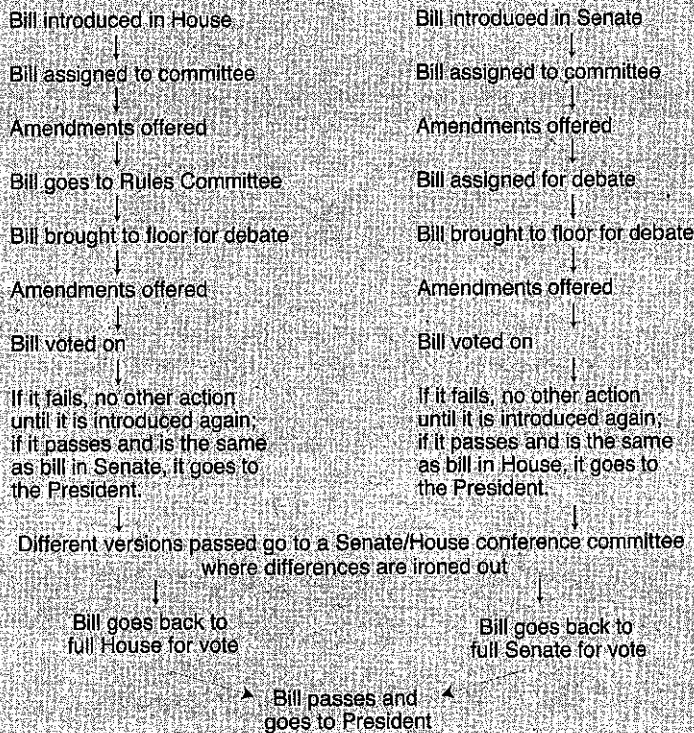 Bill introduced in House
Bill assigned to committee
Amendments offered
Bill goes to Rules Committee
Bill brought to floor for debate
Amendments offered
Bill voted on
If it fails, no other action
until it is introduced again;
if it passes and is the same
as bill in Senate, it goes to
the President.
Bill introduced in Senate
Bill assigned to committee
Amendments offered
Bill assigned for debate
Bill brought to floor for debate
Amendments offered
Bill voted on
If it fails, no other action
until it is introduced again;
if it passes and is the same
as bill in House, it goes to
the President.
Different versions passed go to a Senate/House conference committee
where differences are ironed out
Bill goes back to
full House for vote
Bill goes back to
full Senate for vote
Bill passes and
goes to President